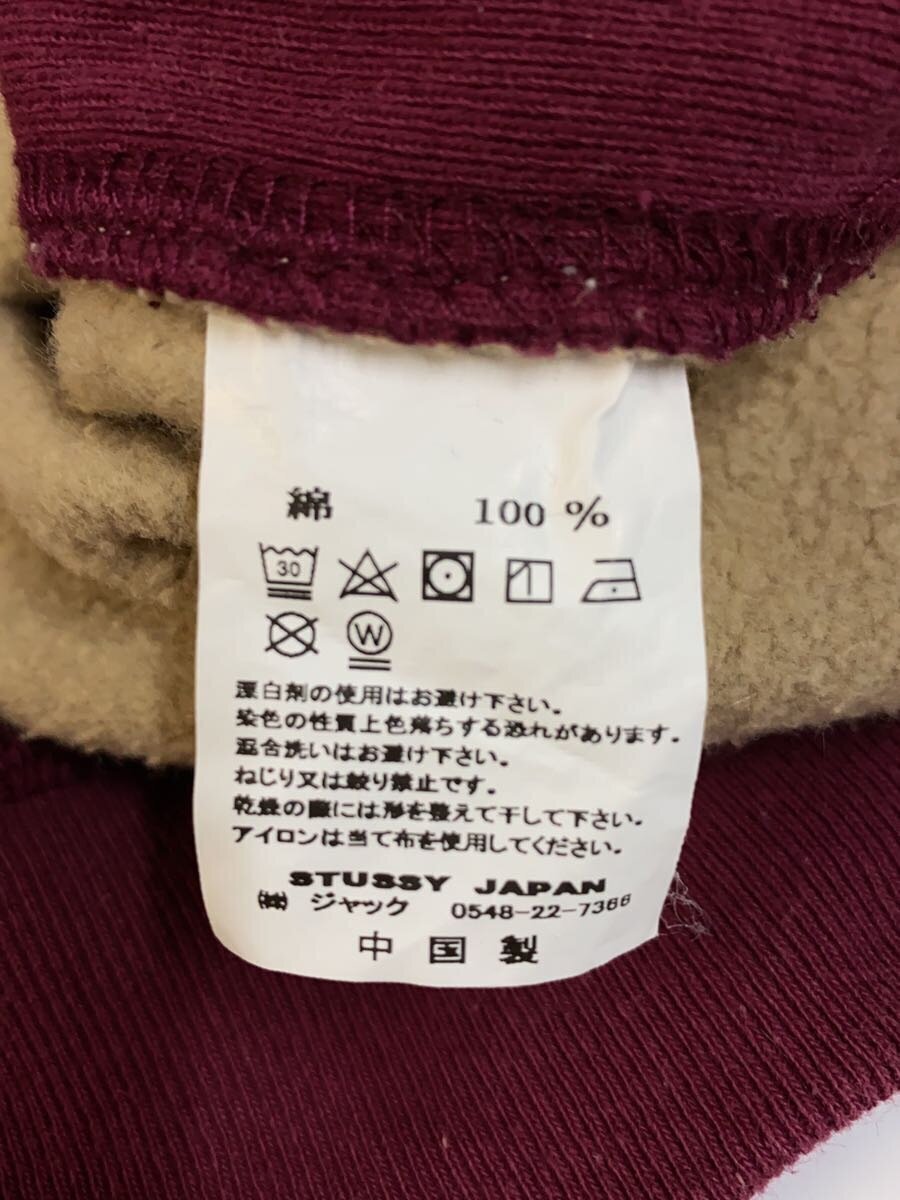 綿 100 %
30
W
漂白剤の使用はお避け下さい。
染色の性質上色落ちする恐れがあります。
混合洗いはお避け下さい。
ねじり又は絞り禁止です。
乾燥の際には形を整えて干して下さい。
アイロンは当て布を使用してください。
STUSSY JAPAN
㈱ ジャック 0548-22-7366
中国製